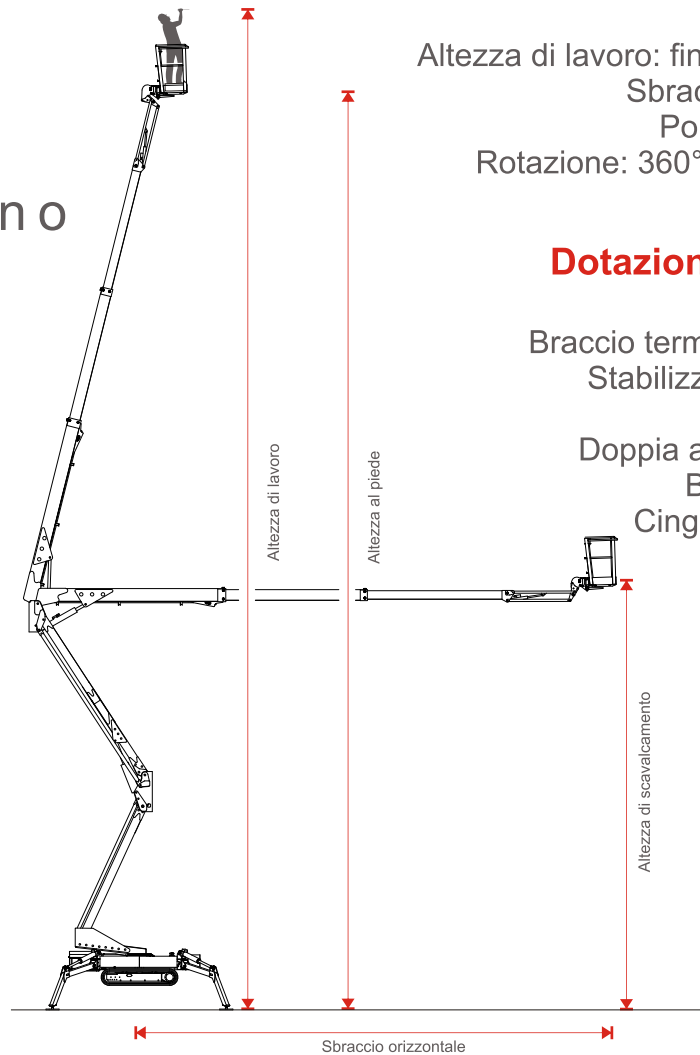 Altezza di lavoro: fin
Sbrac
Po
Rotazione: 360°
no
Dotazion
Braccio term
Stabilizz
Doppia a
B
Cing
Altezza di lavoro
Altezza al piede
Altezza di scavalcamento
Sbraccio orizzontale